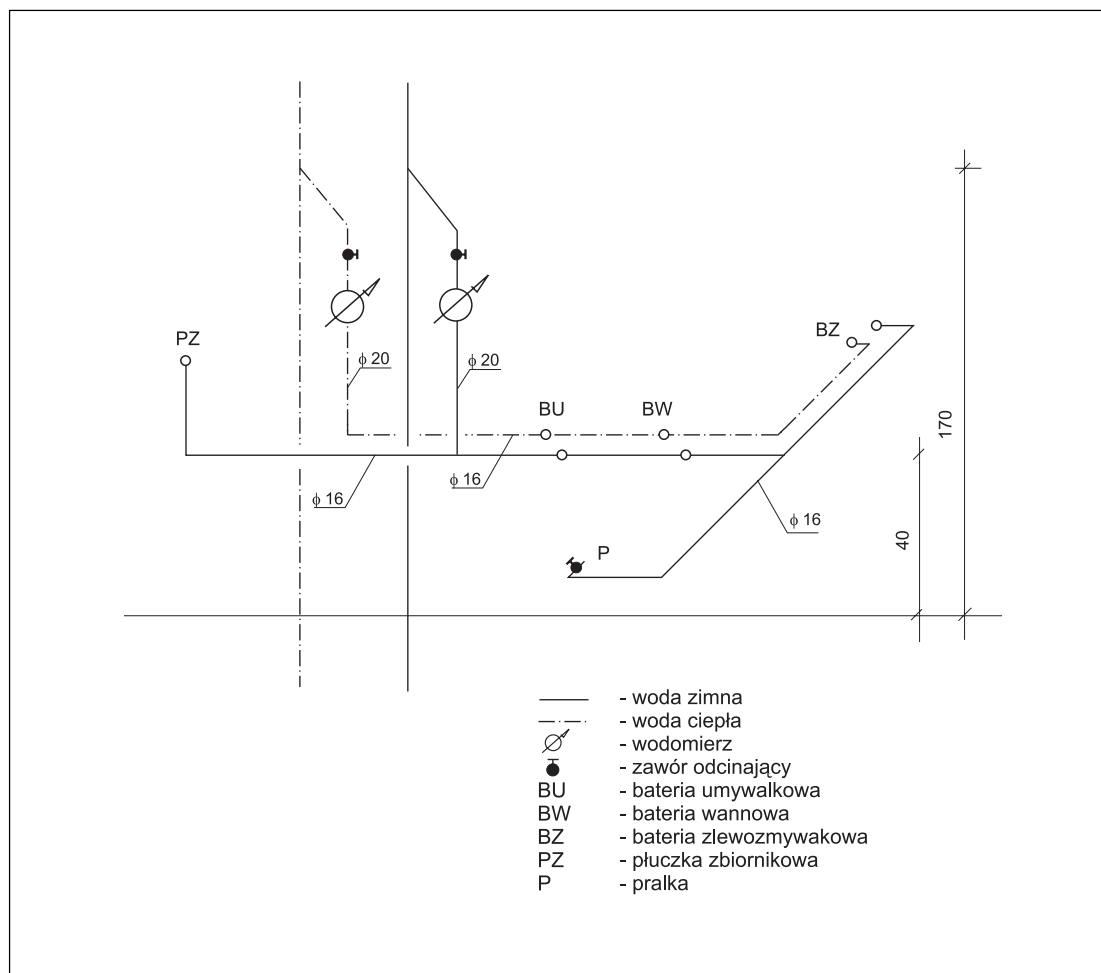 PZ
BZ
ϕ 20
ϕ 20
BU
BW
170
ϕ 16
ϕ 16
ϕ 16
P
40
- woda zimna
- woda ciepła
- wodomierz
- zawór odcinający
BU - bateria umywalkowa
BW - bateria wannowa
BZ - bateria zlewozmywakowa
PZ - płuczka zbiornikowa
P - pralka